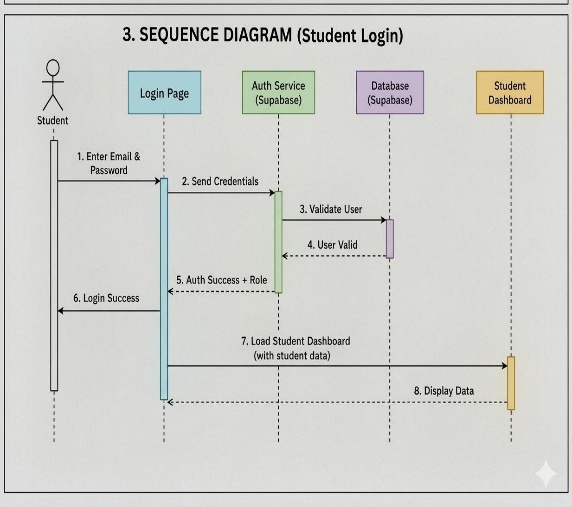 3. SEQUENCE DIAGRAM (Student Login)
Student
Login Page
Auth Service
(Supabase)
Database
(Supabase)
Student
Dashboard
1. Enter Email &
Password
2. Send Credentials
3. Validate User
4. User Valid
5. Auth Success + Role
6. Login Success
7. Load Student Dashboard
(with student data)
8. Display Data